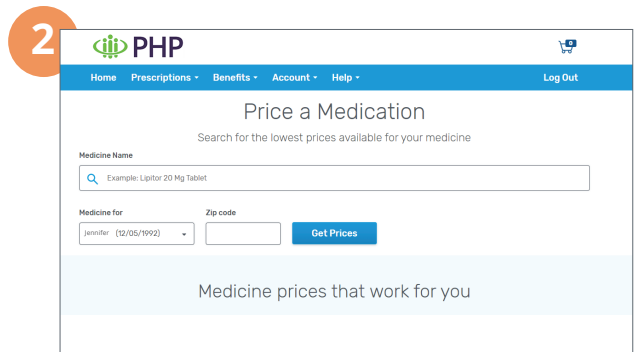 2
PHP
0
Home Prescriptions Benefits Account Help Log Out
Price a Medication
Search for the lowest prices available for your medicine
Medicine Name
Example: Lipitor 20 Mg Tablet
Medicine for Zip code
Jennifer (12/05/1992) Get Prices
Medicine prices that work for you